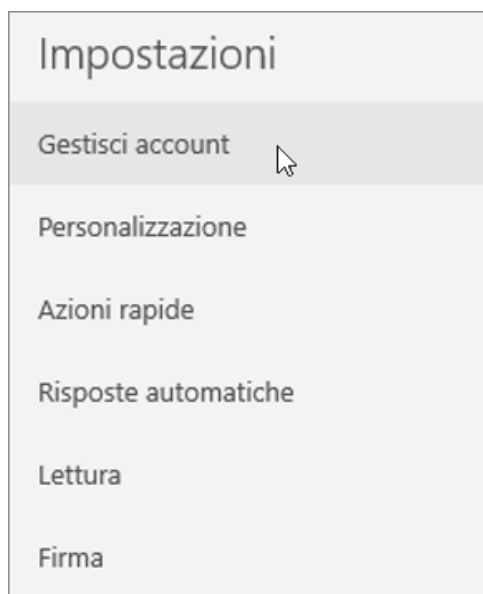 Impostazioni
Gestisci account
Personalizzazione
Azioni rapide
Risposte automatiche
Lettura
Firma